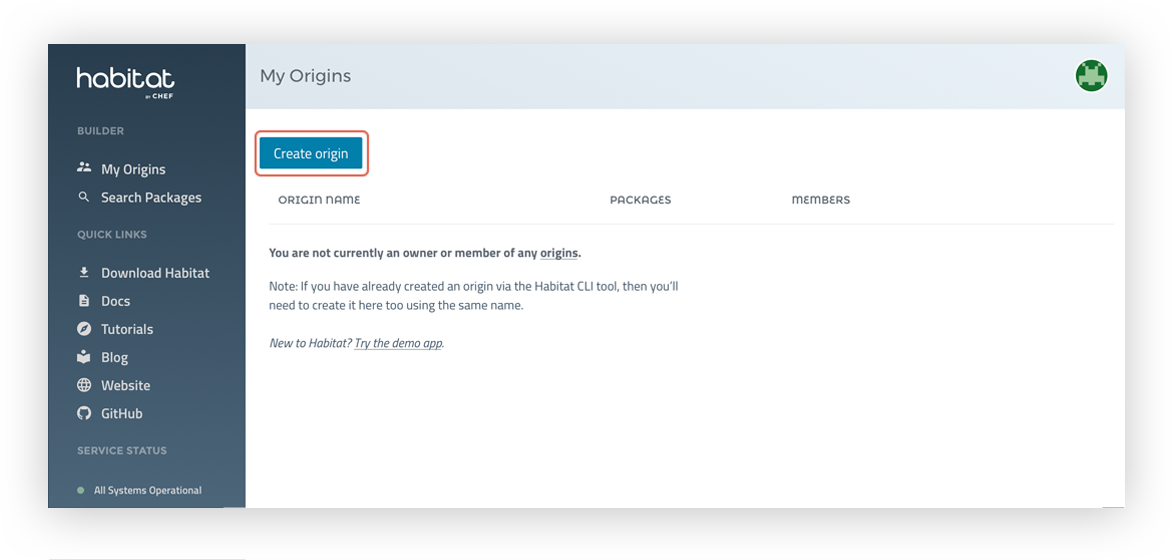 habitat
BY CHEF
My Origins
BUILDER
My Origins
Search Packages
QUICK LINKS
Download Habitat
Docs
Tutorials
Blog
Website
GitHub
SERVICE STATUS
All Systems Operational
Create origin
ORIGIN NAME PACKAGES MEMBERS
You are not currently an owner or member of any origins.
Note: If you have already created an origin via the Habitat CLI tool, then you'll
need to create it here too using the same name.
New to Habitat? Try the demo app.